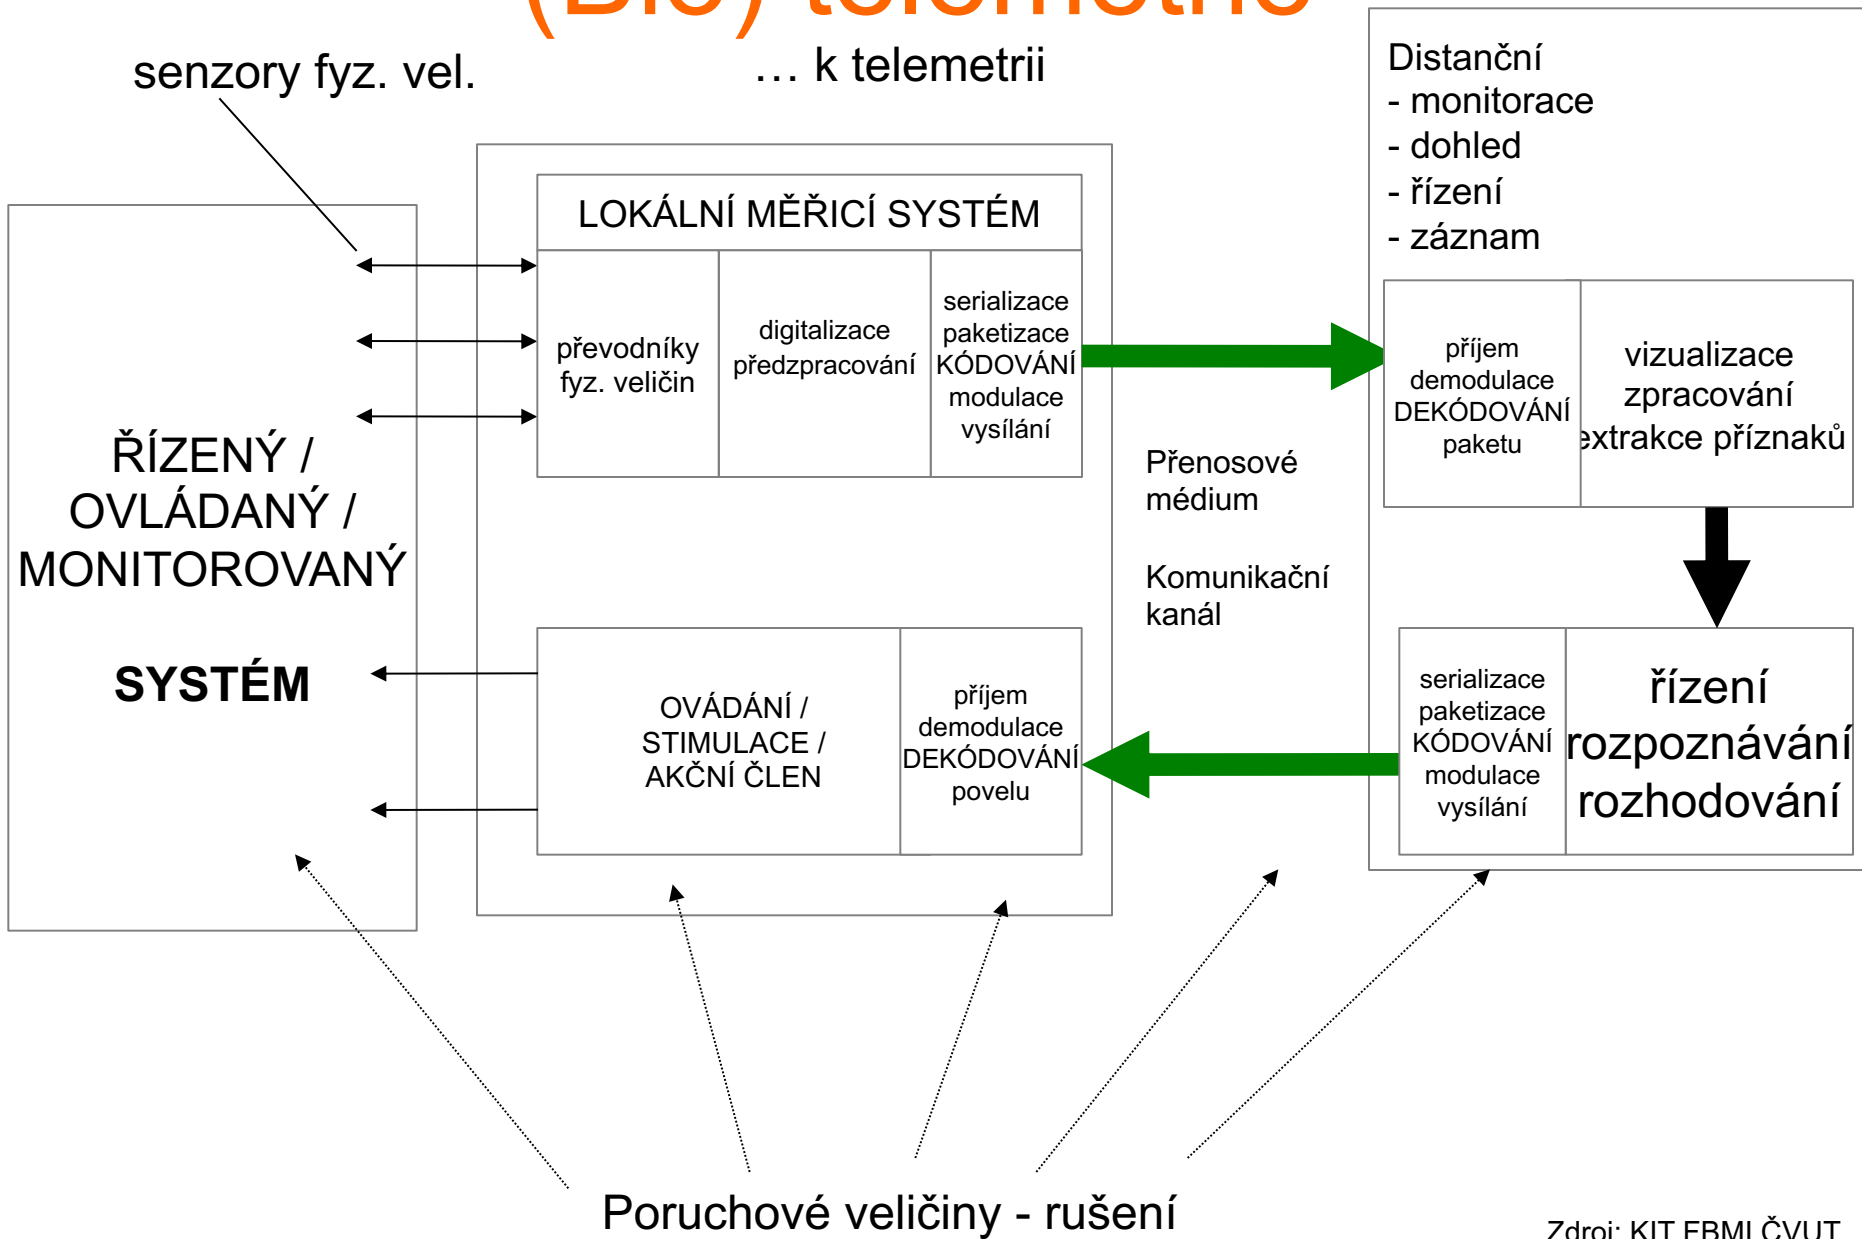 (Bio) telemetrie
… k telemetrii
senzory fyz. vel.
Distanční
- monitorace
- dohled
- řízení
- záznam
LOKÁLNÍ MĚŘICÍ SYSTÉM
převodníky
fyz. veličin
digitalizace
předzpracování
serializace
paketizace
KÓDOVÁNÍ
modulace
vysílání
příjem
demodulace
DEKÓDOVÁNÍ
paketu
vizualizace
zpracování
extrakce příznaků
ŘÍZENÝ /
OVLÁDANÝ /
MONITOROVANÝ
SYSTÉM
Přenosové
médium
Komunikační
kanál
OVÁDÁNÍ /
STIMULACE /
AKČNÍ ČLEN
příjem
demodulace
DEKÓDOVÁNÍ
povelu
serializace
paketizace
KÓDOVÁNÍ
modulace
vysílání
řízení
rozpoznávání
rozhodování
Poruchové veličiny - rušení
Zdroj: KIT FBMI ČVUT